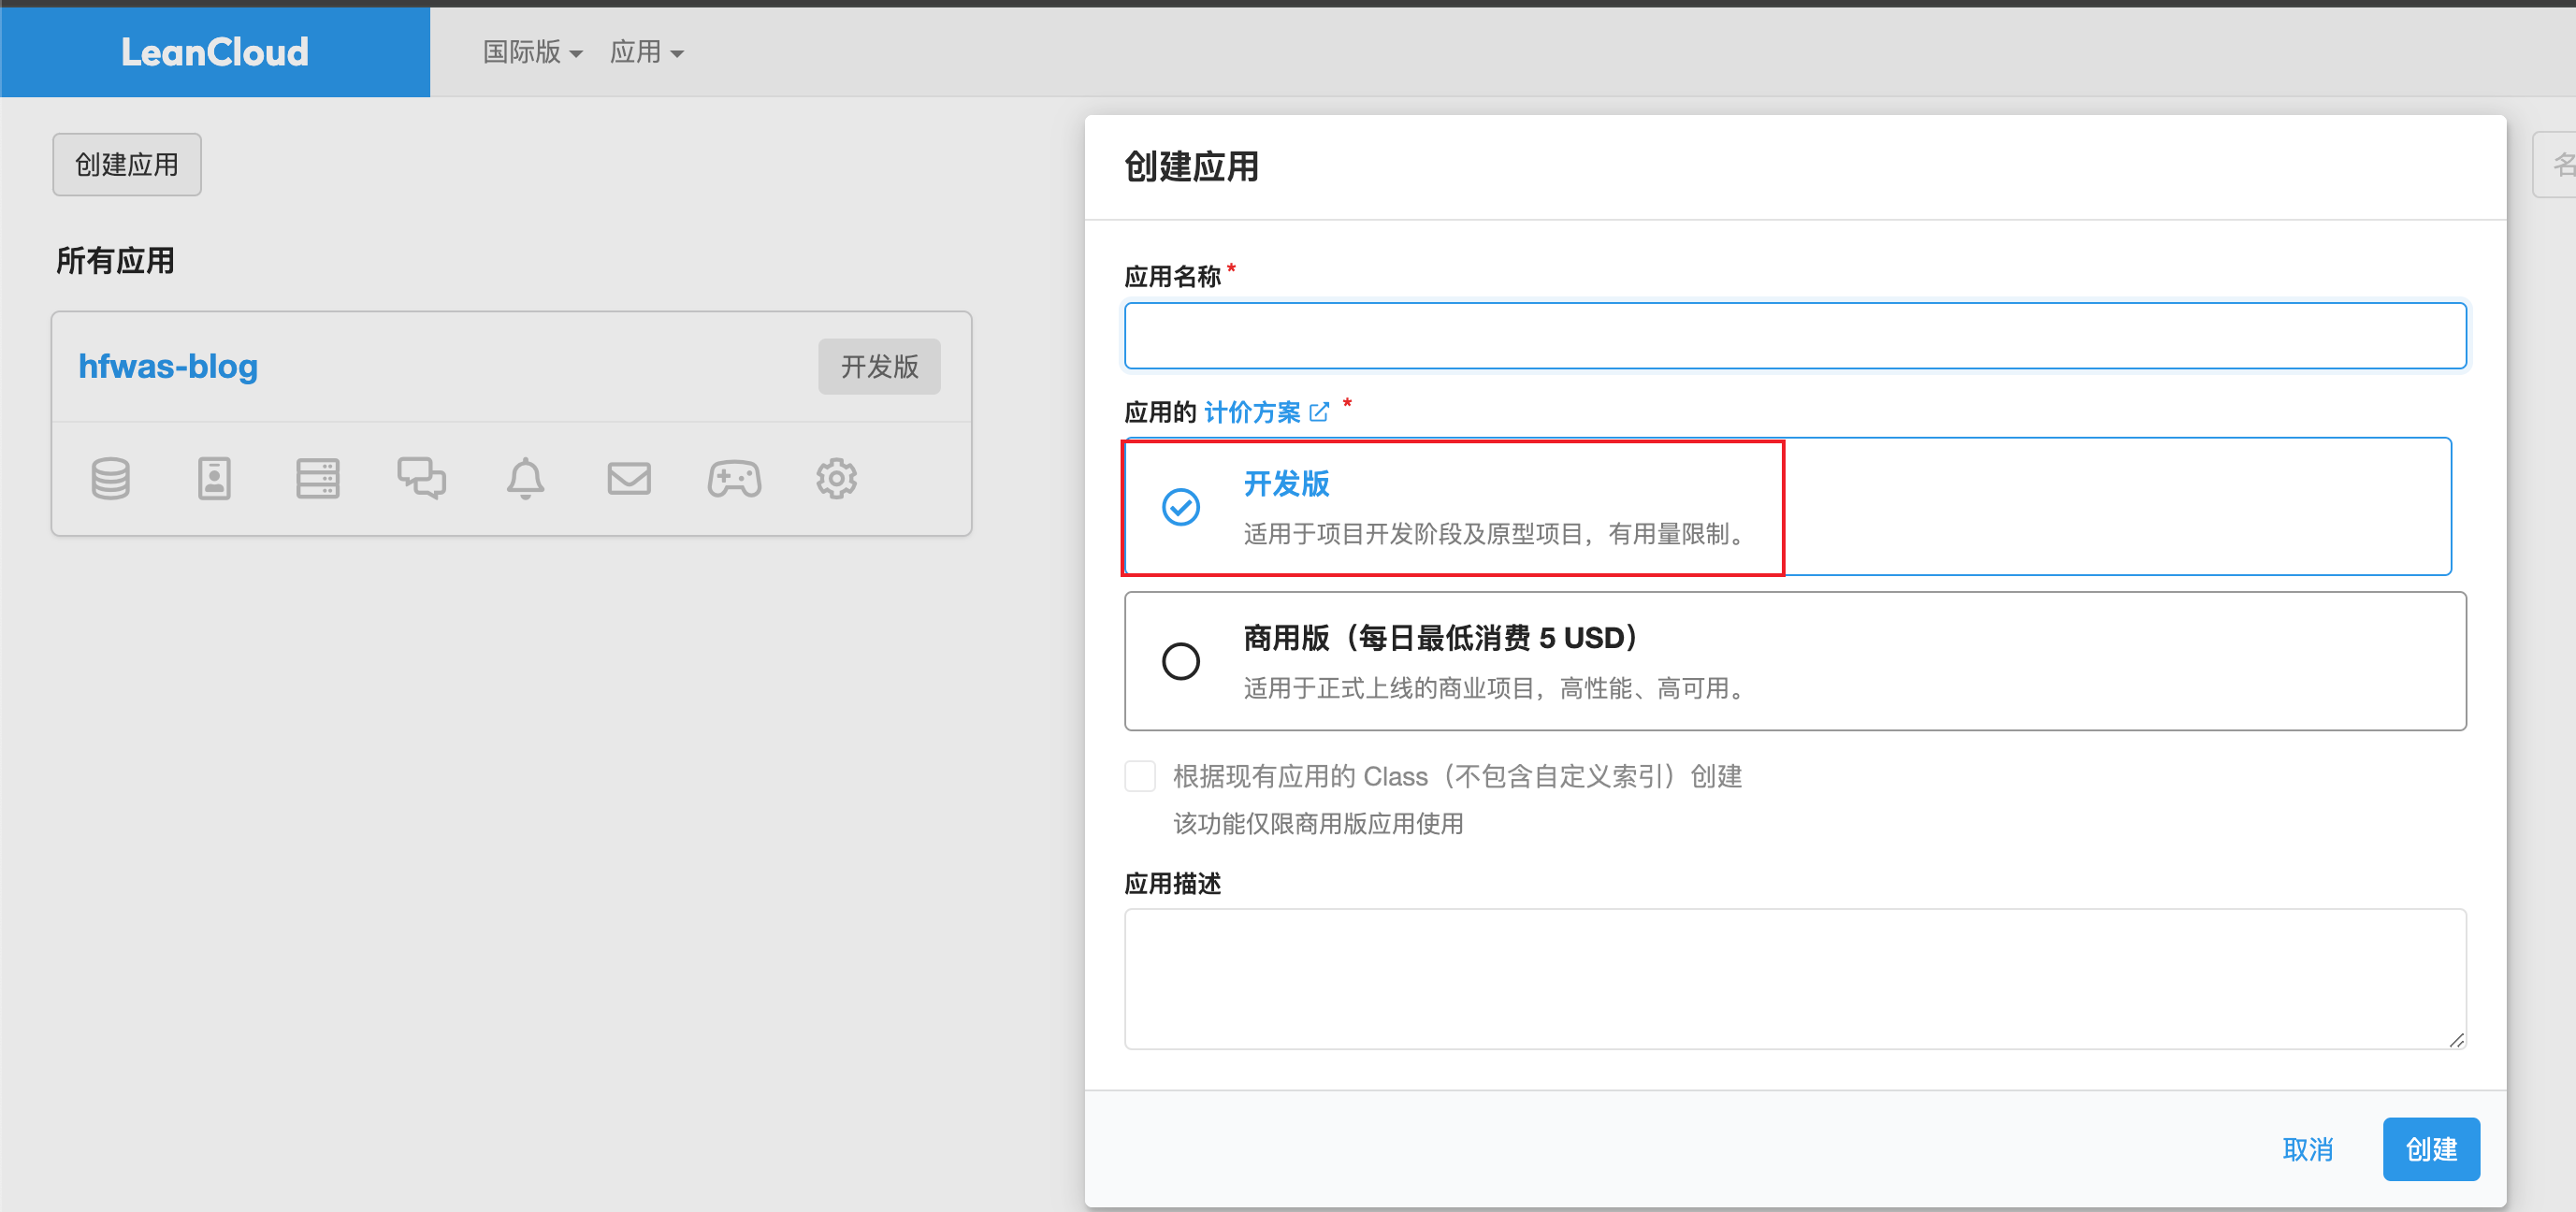 LeanCloud
国际版
应用
创建应用
所有应用
hfwas-blog
开发版
创建应用
名
应用名称 *
应用的 计价方案 *
开发版
适用于项目开发阶段及原型项目，有用量限制。
商用版（每日最低消费 5 USD）
适用于正式上线的商业项目，高性能、高可用。
根据现有应用的 Class（不包含自定义索引）创建
该功能仅限商用版应用使用
应用描述
取消
创建